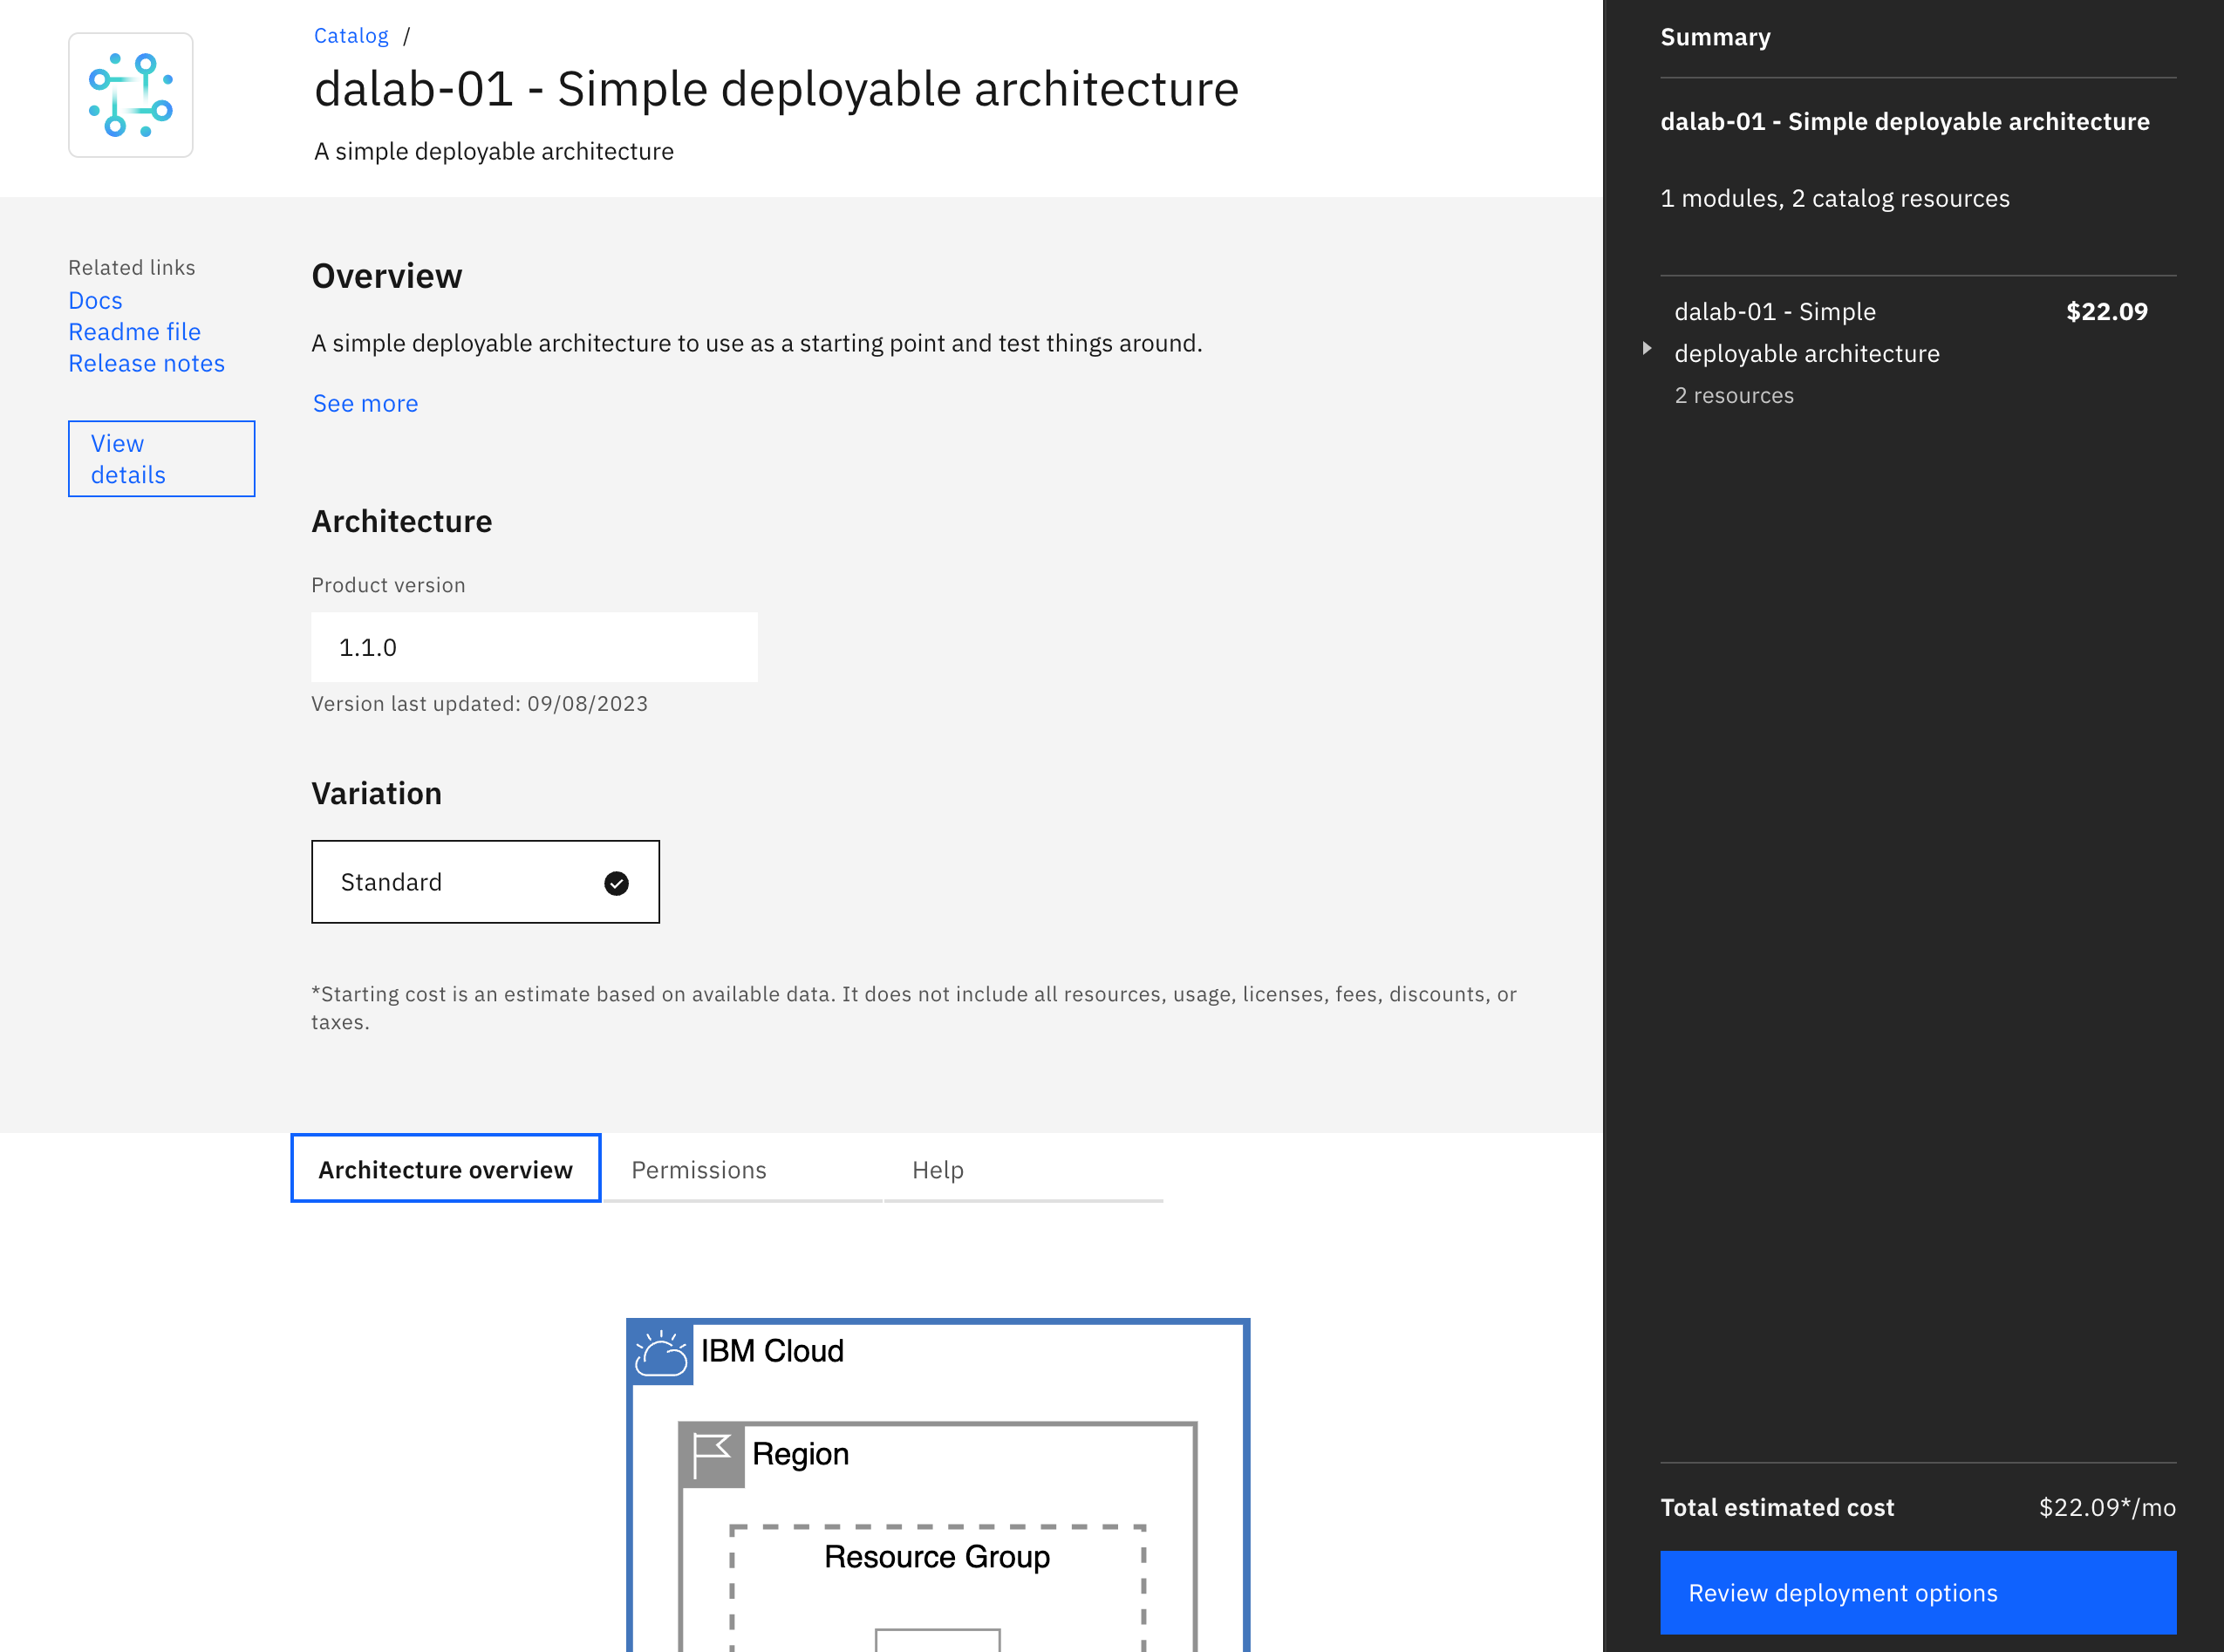 Catalog /
dalab-01 - Simple deployable architecture
A simple deployable architecture
Related links
Docs
Readme file
Release notes
View
details
Overview
A simple deployable architecture to use as a starting point and test things around.
See more
Architecture
Product version
1.1.0
Version last updated: 09/08/2023
Variation
Standard
*Starting cost is an estimate based on available data. It does not include all resources, usage, licenses, fees, discounts, or
taxes.
Architecture overview
Permissions
Help
IBM Cloud
Region
Resource Group
Summary
dalab-01 - Simple deployable architecture
1 modules, 2 catalog resources
dalab-01 - Simple $22.09
deployable architecture
2 resources
Total estimated cost $22.09*/mo
Review deployment options